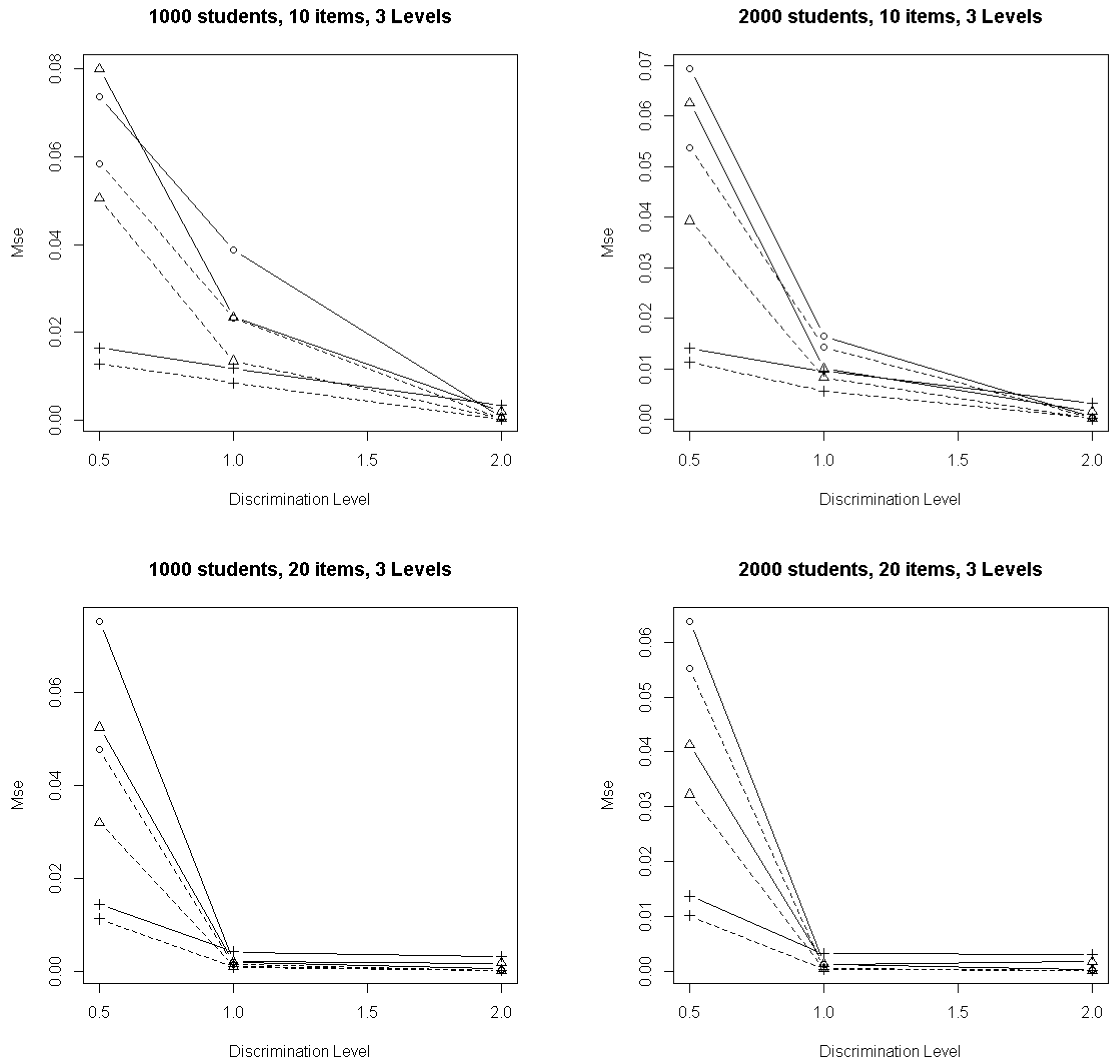 1000 students, 10 items, 3 Levels
Mse
0.08
0.06
0.04
0.02
0.00
0.5 1.0 1.5 2.0
Discrimination Level
2000 students, 10 items, 3 Levels
Mse
0.07
0.06
0.05
0.04
0.03
0.02
0.01
0.00
0.5 1.0 1.5 2.0
Discrimination Level
1000 students, 20 items, 3 Levels
Mse
0.06
0.04
0.02
0.00
0.5 1.0 1.5 2.0
Discrimination Level
2000 students, 20 items, 3 Levels
Mse
0.06
0.05
0.04
0.03
0.02
0.01
0.00
0.5 1.0 1.5 2.0
Discrimination Level